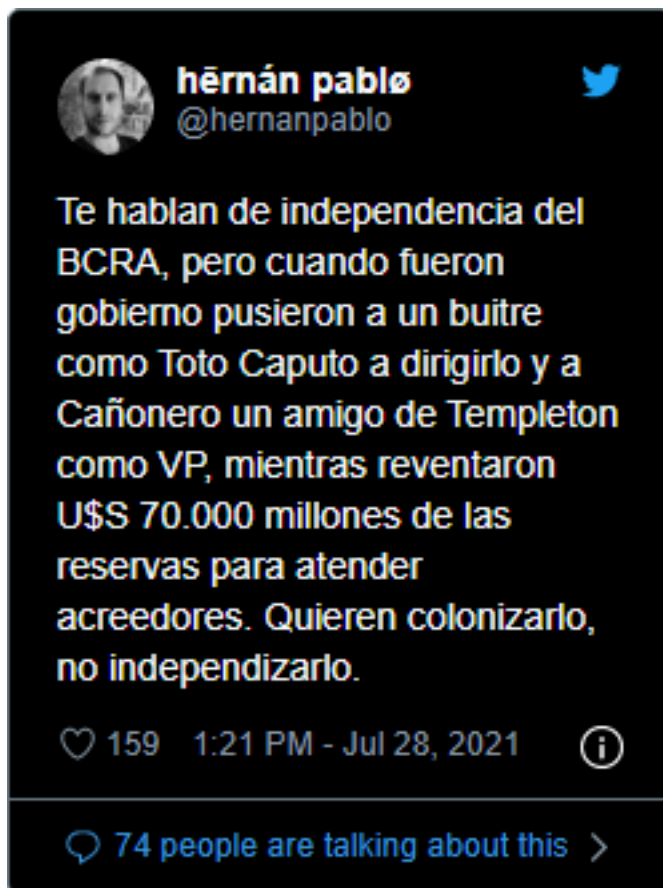 hērnán pablø
@hernanpablo
Te hablan de independencia del
BCRA, pero cuando fueron
gobierno pusieron a un buitre
como Toto Caputo a dirigirlo y a
Cañonero un amigo de Templeton
como VP, mientras reventaron
U$S 70.000 millones de las
reservas para atender
acreedores. Quieren colonizarlo,
no independizarlo.
159 1:21 PM - Jul 28, 2021
74 people are talking about this